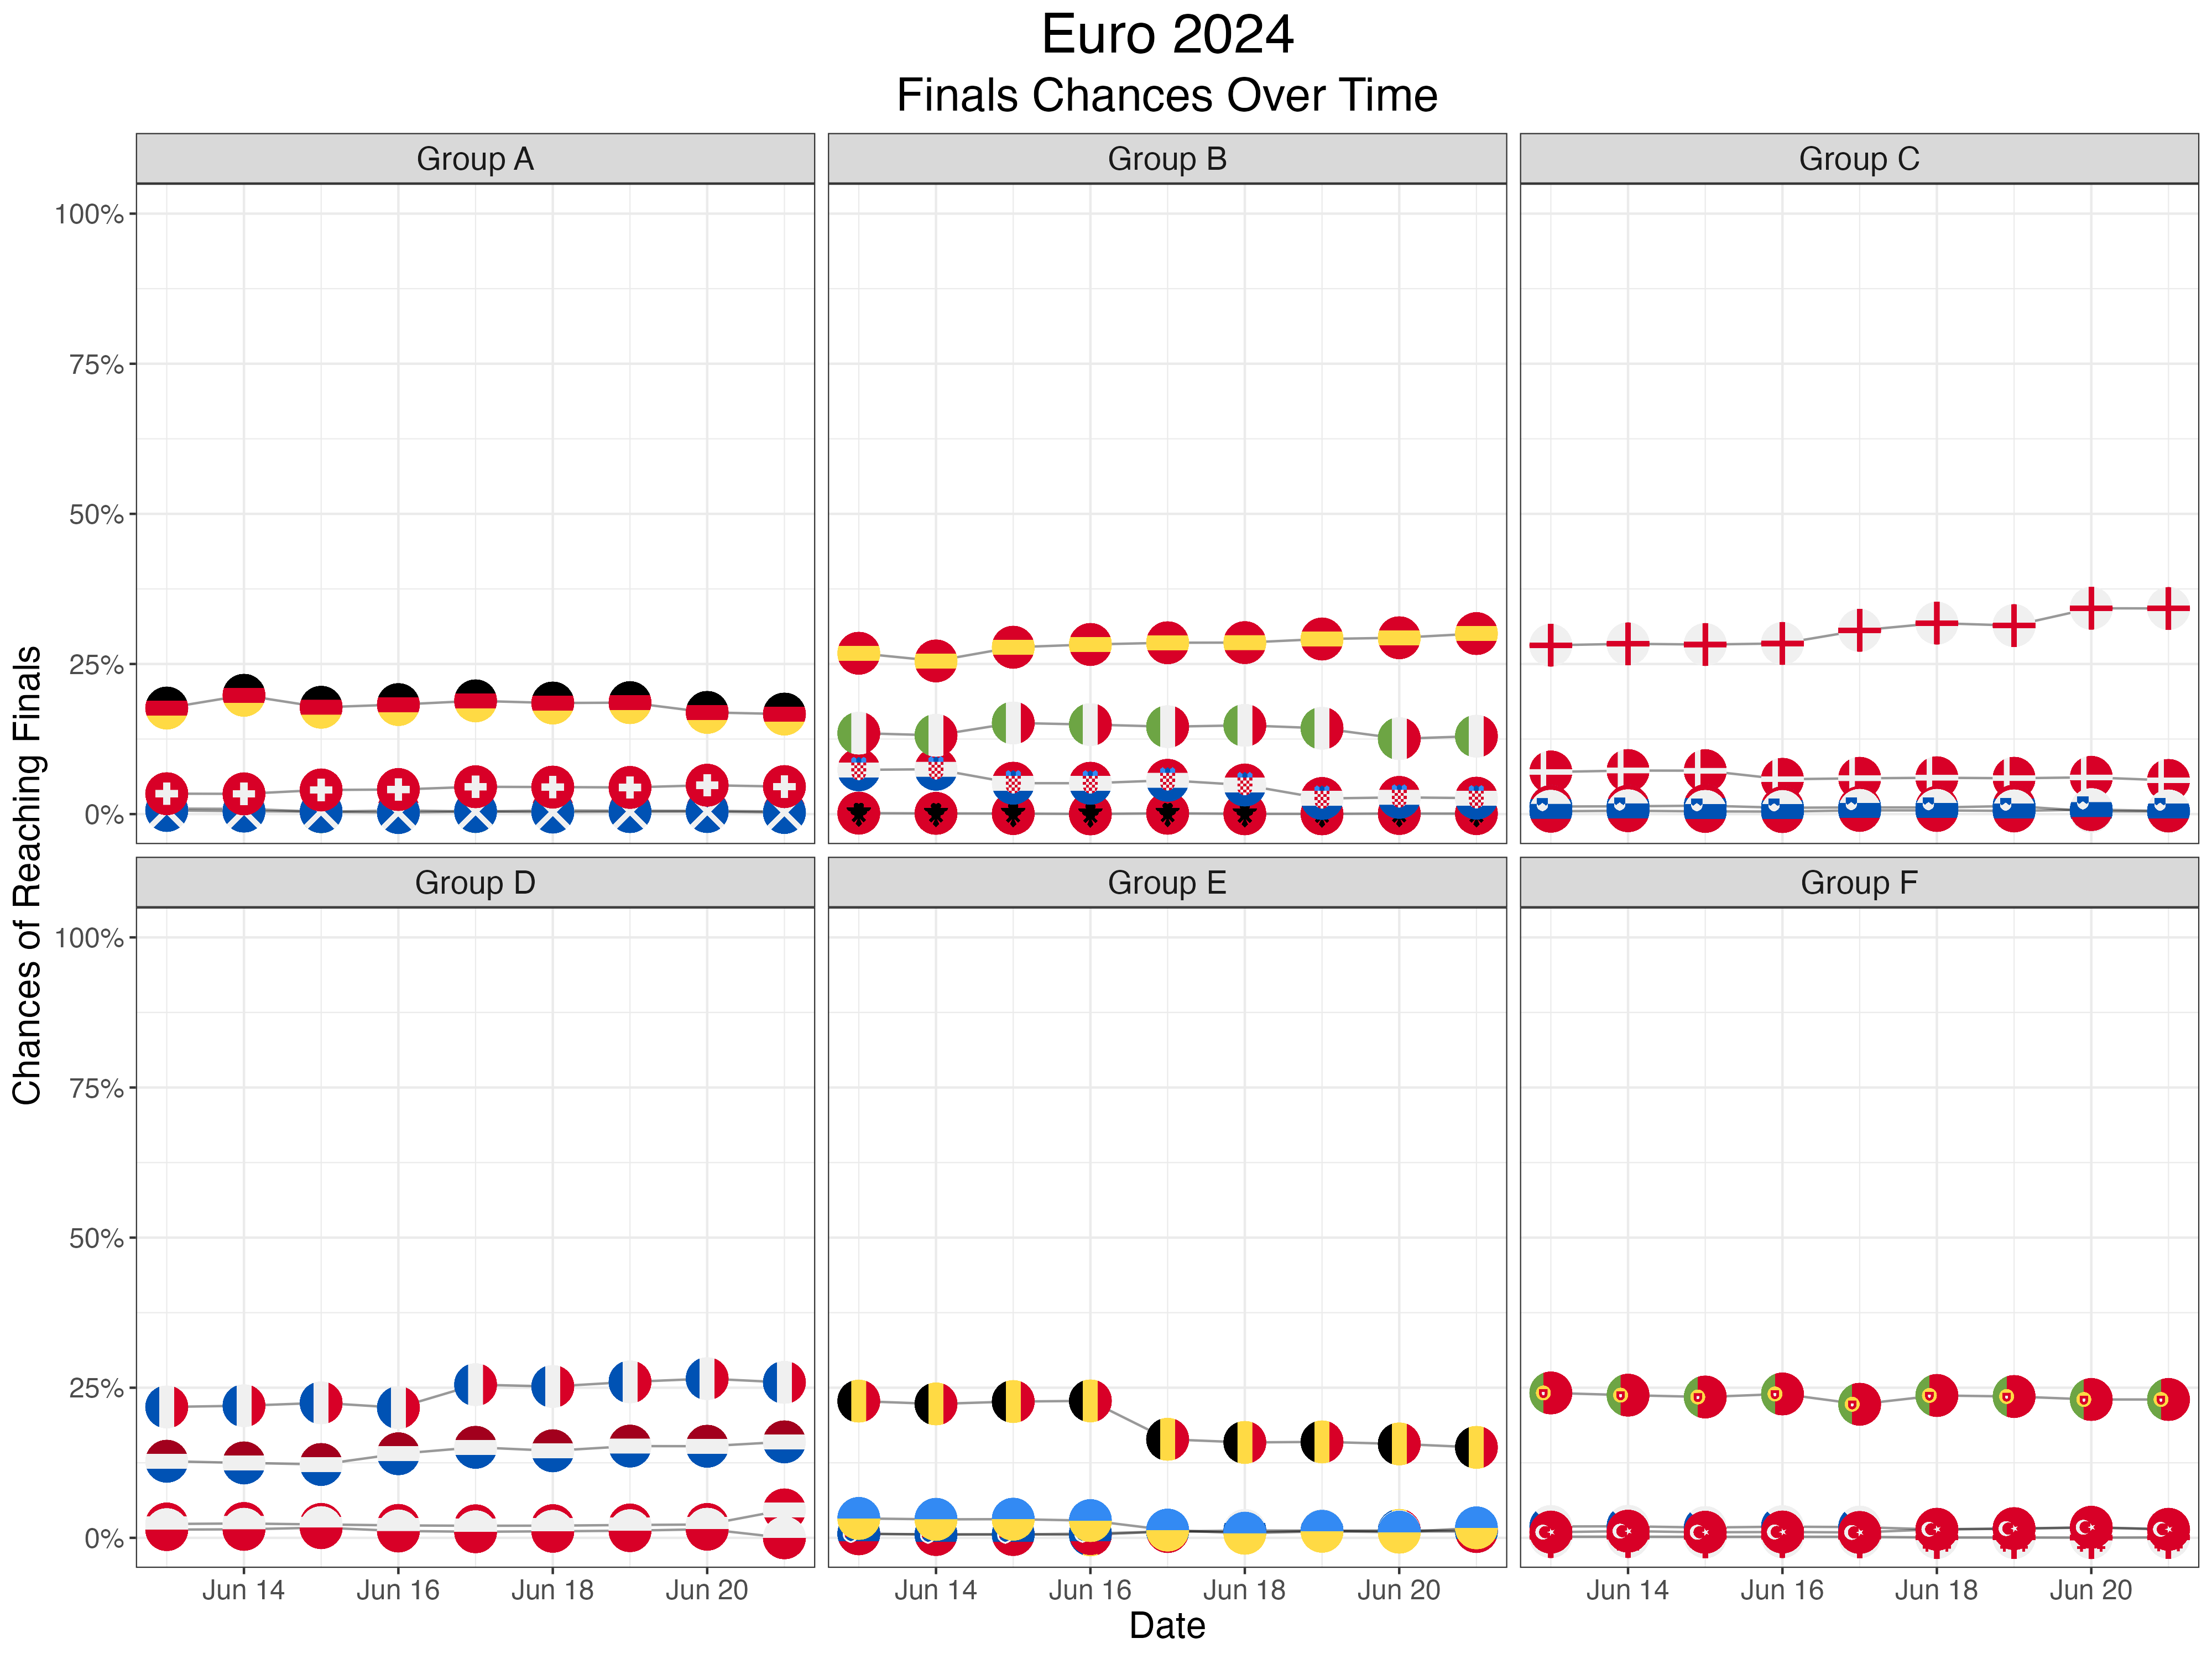 Euro 2024
Finals Chances Over Time
Group A
Group B
Group C
100%
75%
50%
25%
0%
Group D
Group E
Group F
100%
75%
50%
25%
0%
Chances of Reaching Finals
Jun 14 Jun 16 Jun 18 Jun 20
Jun 14 Jun 16 Jun 18 Jun 20
Jun 14 Jun 16 Jun 18 Jun 20
Date